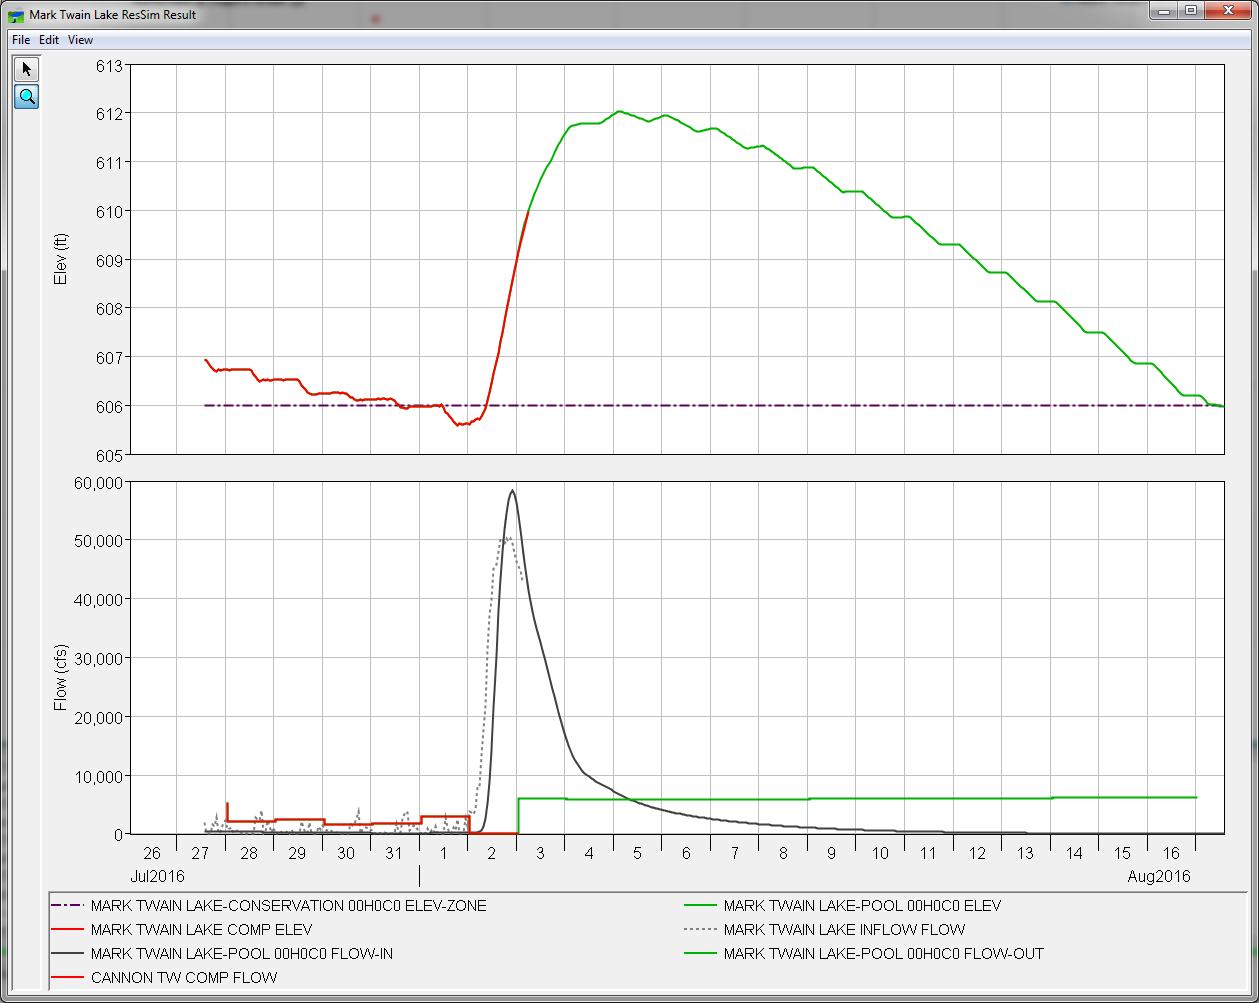 Mark Twain Lake ResSim Result
File Edit View
613
612
611
610
609
608
607
606
605
Elev (ft)
60,000
50,000
40,000
30,000
20,000
10,000
0
Flow (cfs)
26 27 28 29 30 31 1 2 3 4 5 6 7 8 9 10 11 12 13 14 15 16
Jul2016 Aug2016
MARK TWAIN LAKE-CONSERVATION 00H0C0 ELEV-ZONE
MARK TWAIN LAKE-POOL 00H0C0 ELEV
MARK TWAIN LAKE COMP ELEV
MARK TWAIN LAKE INFLOW FLOW
MARK TWAIN LAKE-POOL 00H0C0 FLOW-IN
MARK TWAIN LAKE-POOL 00H0C0 FLOW-OUT
CANNON TW COMP FLOW